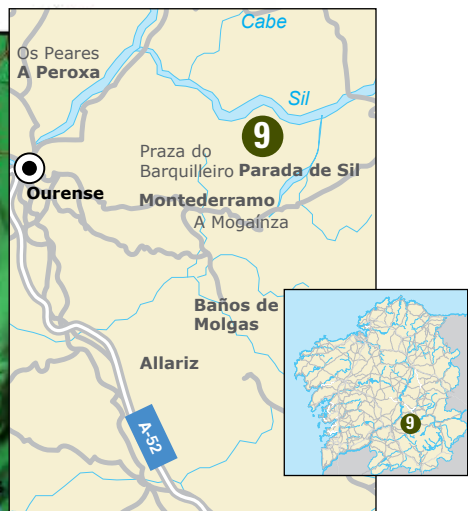 Cabe
Os Peares
A Peroxa
Sil
9
Praza do
Barquilleiro Parada de Sil
Ourense
Montederramo
A Mogaínza
Baños de
Molgas
Allariz
A-52
9